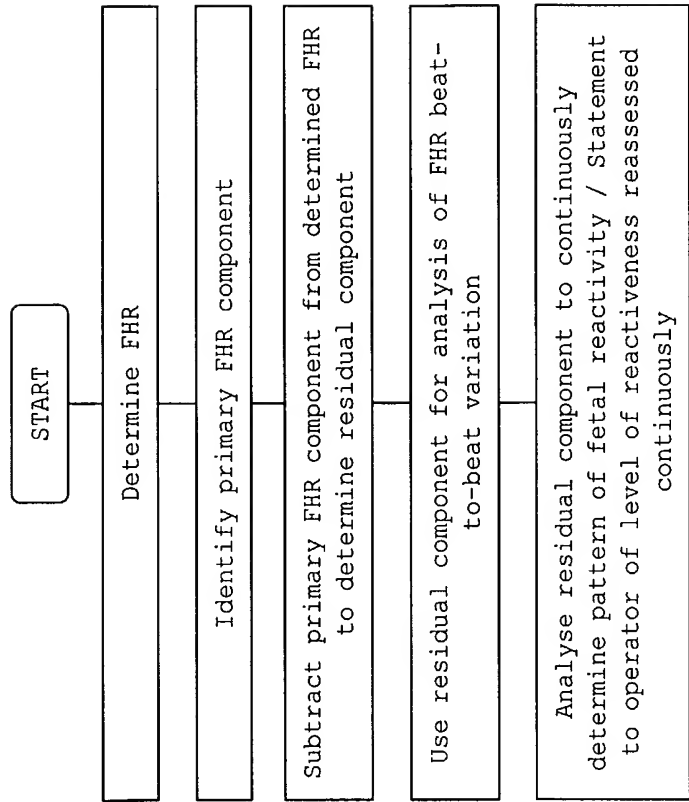 START
Determine FHR
Identify primary FHR component
Subtract primary FHR component from determined FHR
to determine residual component
Use residual component for analysis of FHR beat-
to-beat variation
Analyse residual component to continuously
determine pattern of fetal reactivity / Statement
to operator of level of reactiveness reassessed
continuously